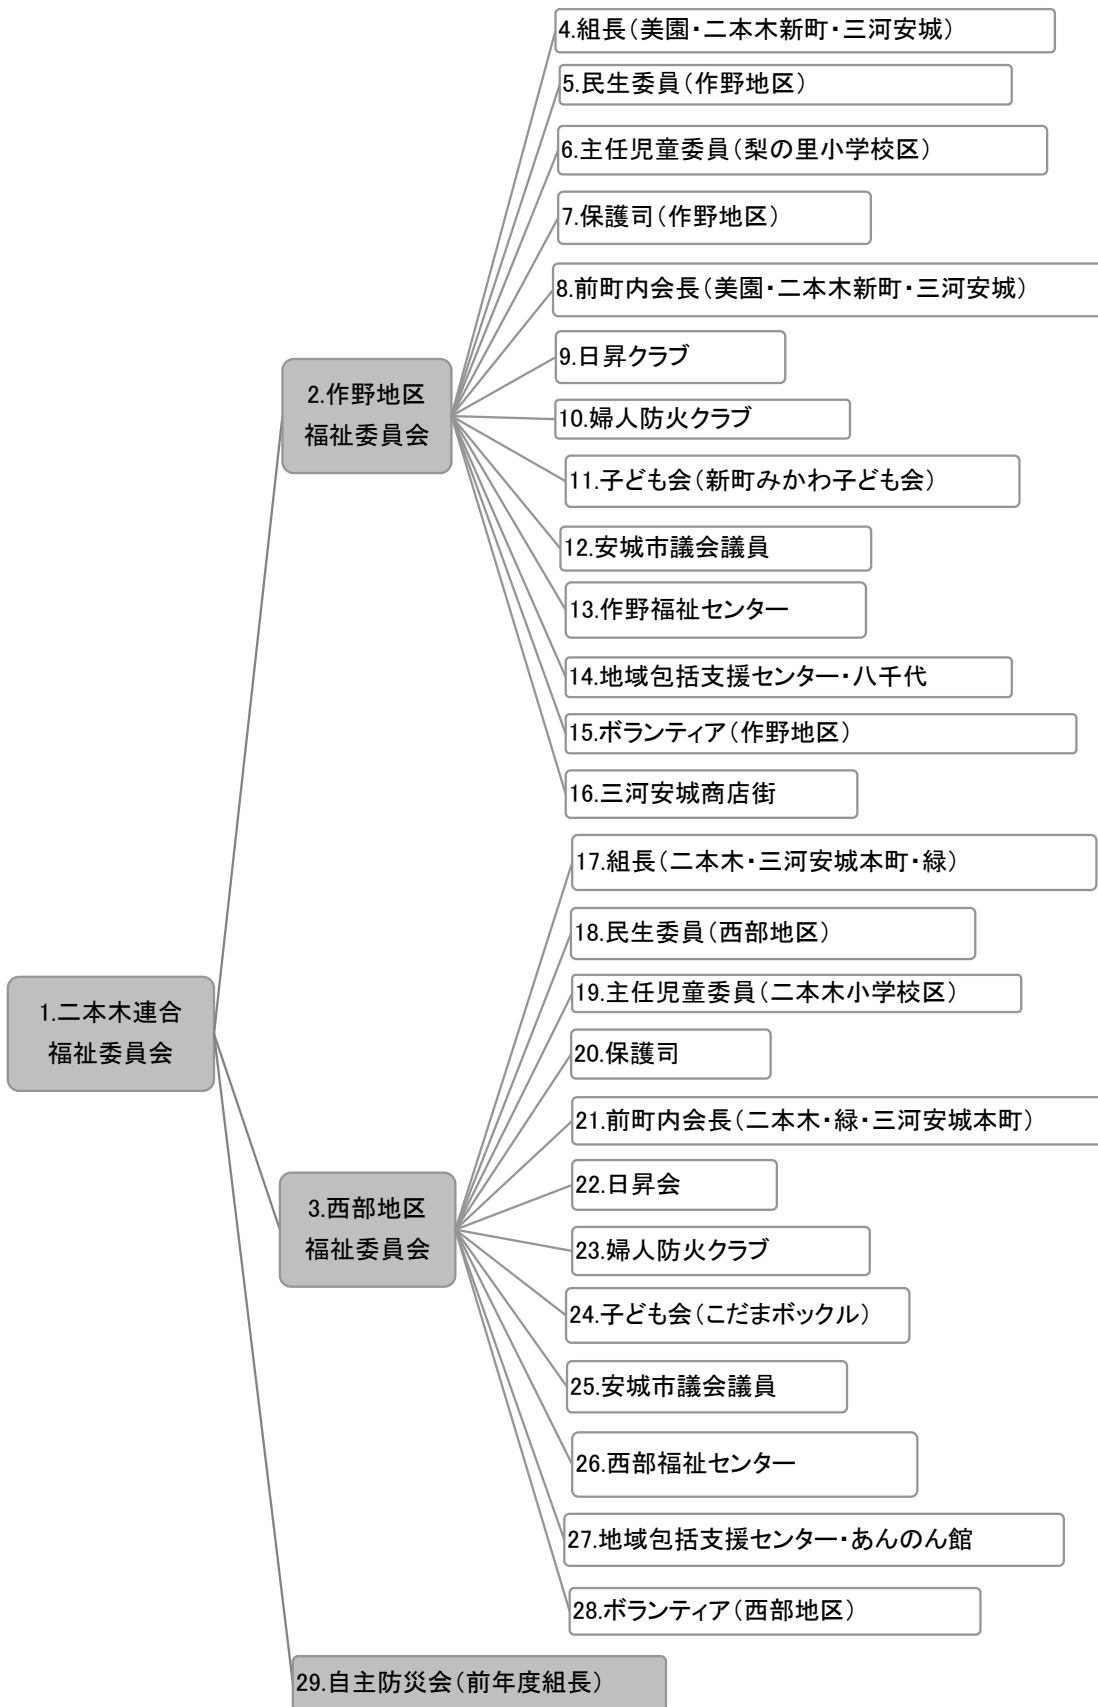 4.組長(美園・二本木新町・三河安城)
5.民生委員(作野地区)
6.主任児童委員(梨の里小学校区)
7.保護司(作野地区)
8.前町内会長(美園・二本木新町・三河安城)
9.日昇クラブ
2.作野地区
福祉委員会
10.婦人防火クラブ
11.子ども会(新町みかわ子ども会)
12.安城市議会議員
13.作野福祉センター
14.地域包括支援センター・八千代
15.ボランティア(作野地区)
16.三河安城商店街
17.組長(二本木・三河安城本町・緑)
18.民生委員(西部地区)
19.主任児童委員(二本木小学校区)
1.二本木連合
福祉委員会
20.保護司
21.前町内会長(二本木・緑・三河安城本町)
22.日昇会
3.西部地区
福祉委員会
23.婦人防火クラブ
24.子ども会(こだまボックル)
25.安城市議会議員
26.西部福祉センター
27.地域包括支援センター・あんのん館
28.ボランティア(西部地区)
29.自主防災会(前年度組長)